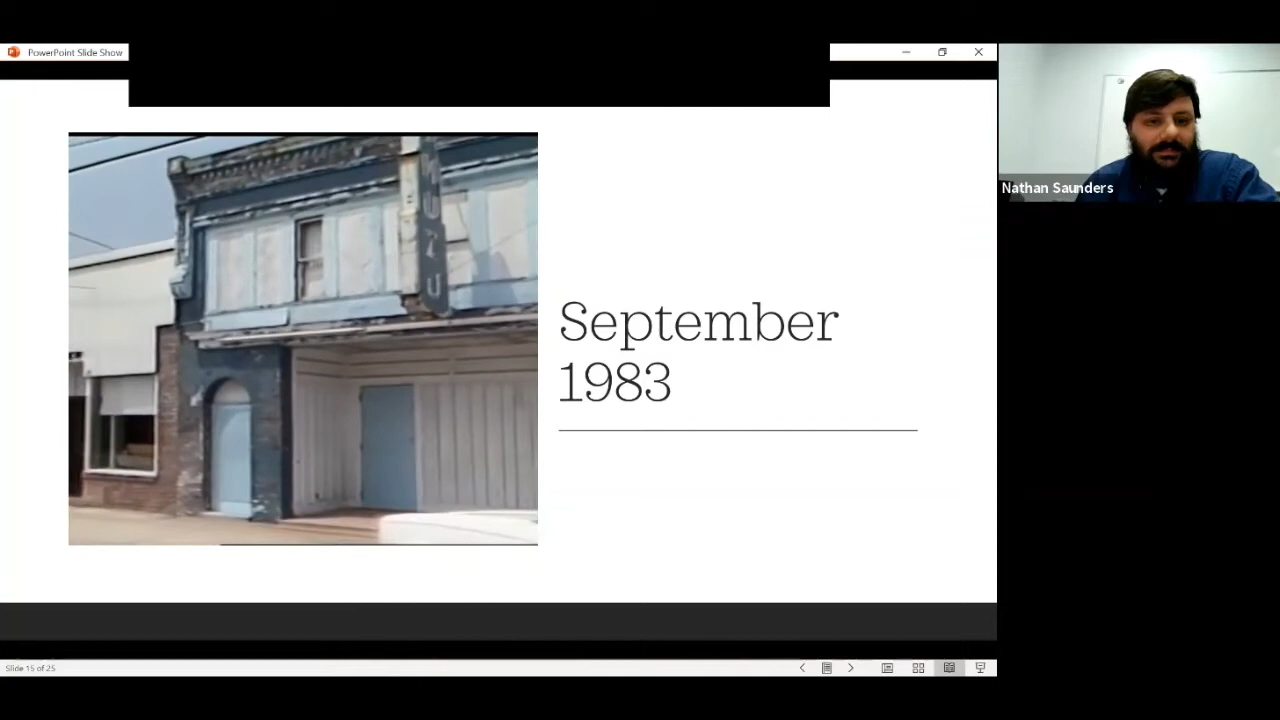 PowerPoint Slide Show
September
1983
Nathan Saunders
Slide 15 of 25